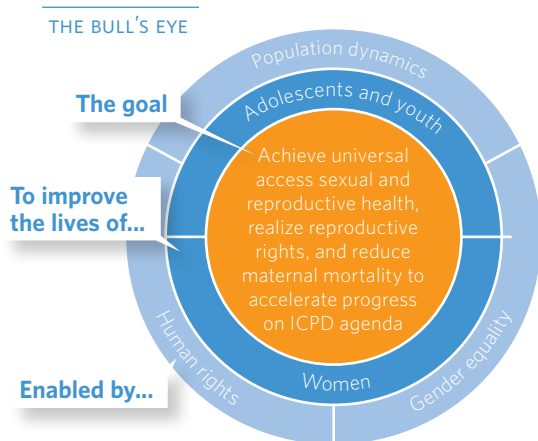 THE BULL'S EYE
Population dynamics
Adolescents and youth
The goal
Achieve universal
access sexual and
reproductive health,
realize reproductive
rights, and reduce
maternal mortality to
accelerate progress
on ICPD agenda
To improve
the lives of...
Human rights
Gender equality
Women
Enabled by...